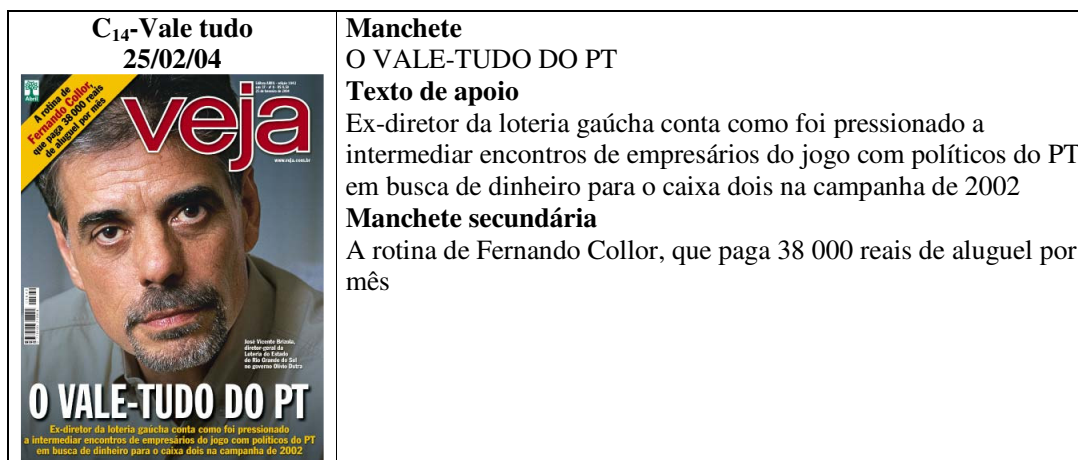 C14-Vale tudo
25/02/04
Abril
A rotina de
Fernando Collor,
que paga 38 000 reais
de aluguel por mês
veja
www.veja.com.br
José Vicente Brizola,
diretor-geral da
Loteria do Estado
do Rio Grande do Sul
no governo Olívio Dutra
O VALE-TUDO DO PT
Ex-diretor da loteria gaúcha conta como foi pressionado
a intermediar encontros de empresários do jogo com políticos do PT
em busca de dinheiro para o caixa dois na campanha de 2002
Manchete
O VALE-TUDO DO PT
Texto de apoio
Ex-diretor da loteria gaúcha conta como foi pressionado a
intermediar encontros de empresários do jogo com políticos do PT
em busca de dinheiro para o caixa dois na campanha de 2002
Manchete secundária
A rotina de Fernando Collor, que paga 38 000 reais de aluguel por
mês